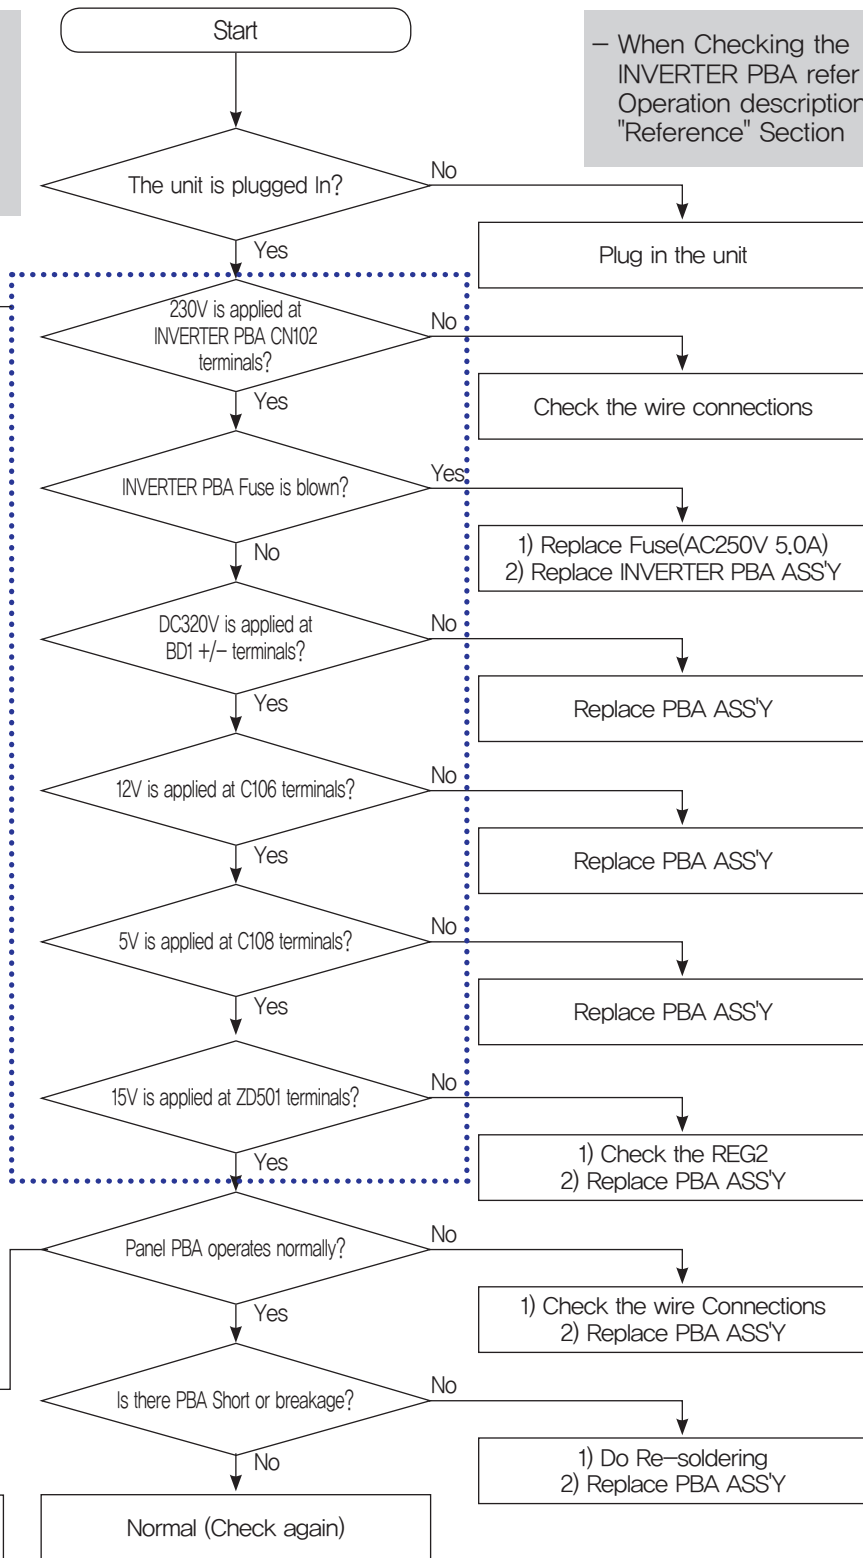 Start
– When Checking the
INVERTER PBA refer
Operation description
"Reference" Section
The unit is plugged In?
No
Yes
Plug in the unit
230V is applied at
INVERTER PBA CN102
terminals?
No
Yes
Check the wire connections
INVERTER PBA Fuse is blown?
Yes
No
1) Replace Fuse(AC250V 5.0A)
2) Replace INVERTER PBA ASS'Y
DC320V is applied at
BD1 +/- terminals?
No
Yes
Replace PBA ASS'Y
12V is applied at C106 terminals?
No
Yes
Replace PBA ASS'Y
5V is applied at C108 terminals?
No
Yes
Replace PBA ASS'Y
15V is applied at ZD501 terminals?
No
Yes
1) Check the REG2
2) Replace PBA ASS'Y
Panel PBA operates normally?
No
Yes
1) Check the wire Connections
2) Replace PBA ASS'Y
Is there PBA Short or breakage?
No
No
1) Do Re-soldering
2) Replace PBA ASS'Y
Normal (Check again)